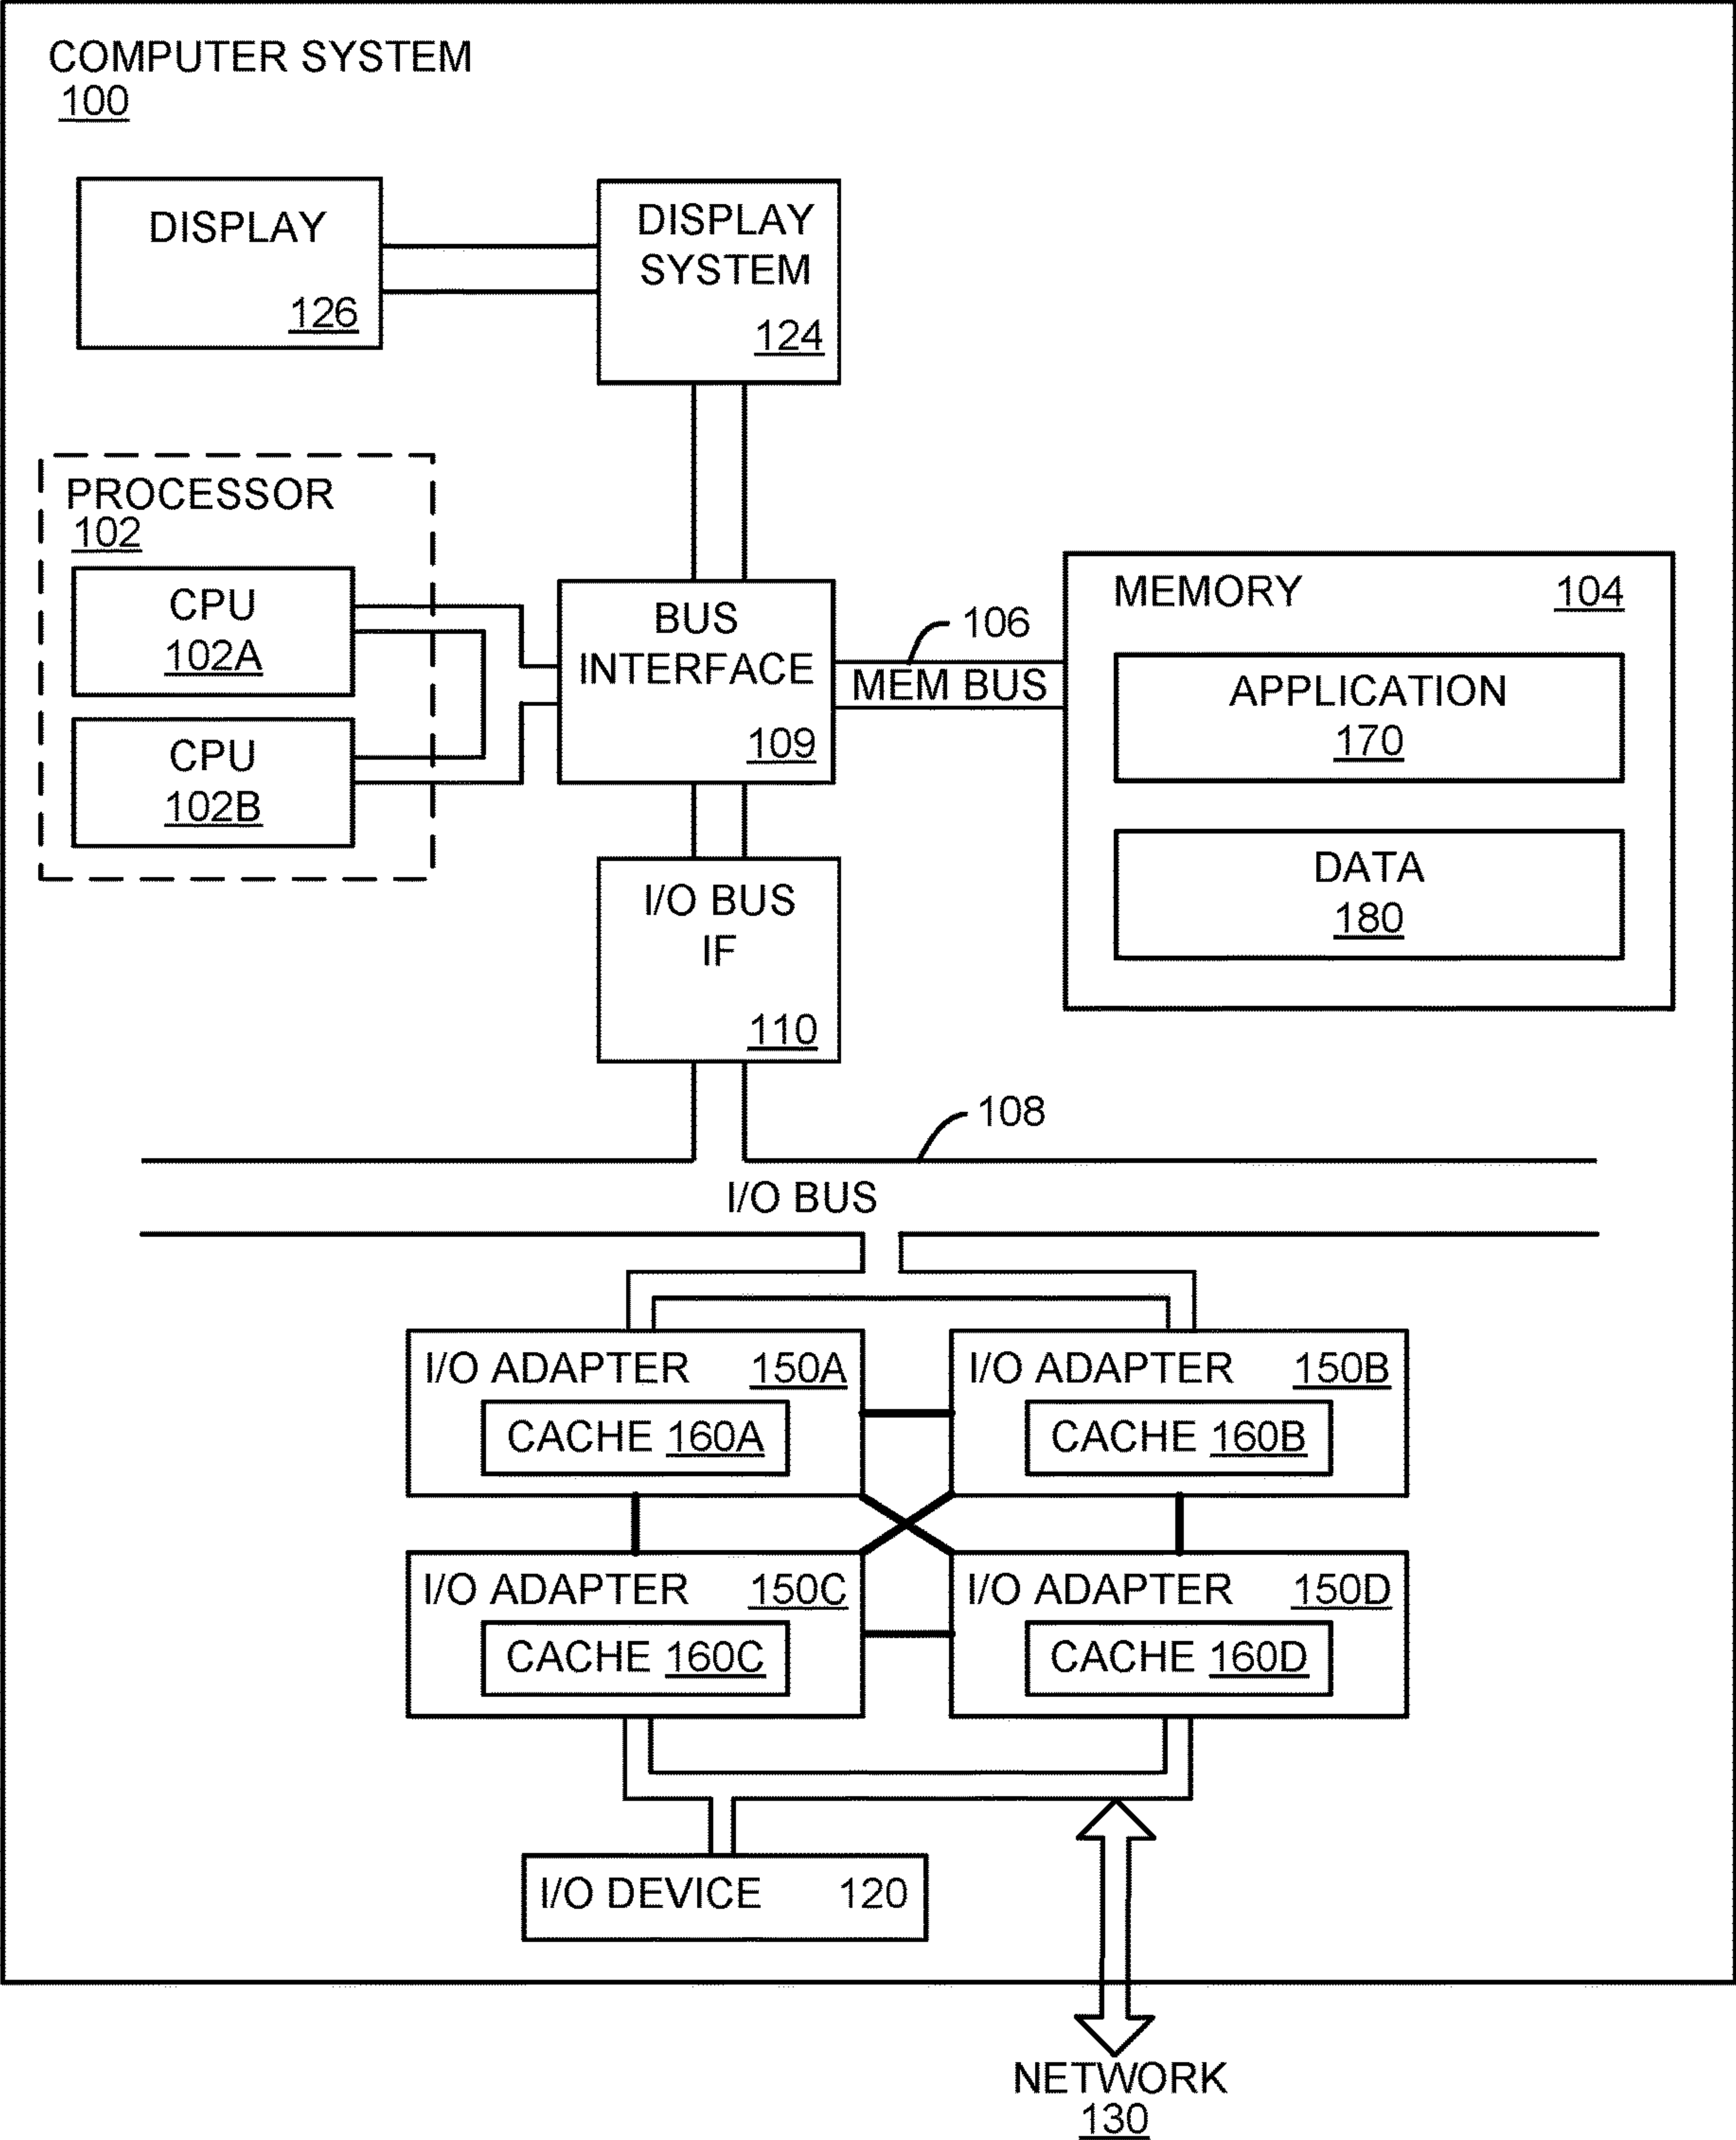 COMPUTER SYSTEM
100
DISPLAY
126
DISPLAY
SYSTEM
124
PROCESSOR
102
CPU
102A
CPU
102B
BUS
INTERFACE
109
106
MEM BUS
MEMORY 104
APPLICATION
170
DATA
180
I/O BUS
IF
110
108
I/O BUS
I/O ADAPTER 150A
CACHE 160A
I/O ADAPTER 150B
CACHE 160B
I/O ADAPTER 150C
CACHE 160C
I/O ADAPTER 150D
CACHE 160D
I/O DEVICE 120
NETWORK
130